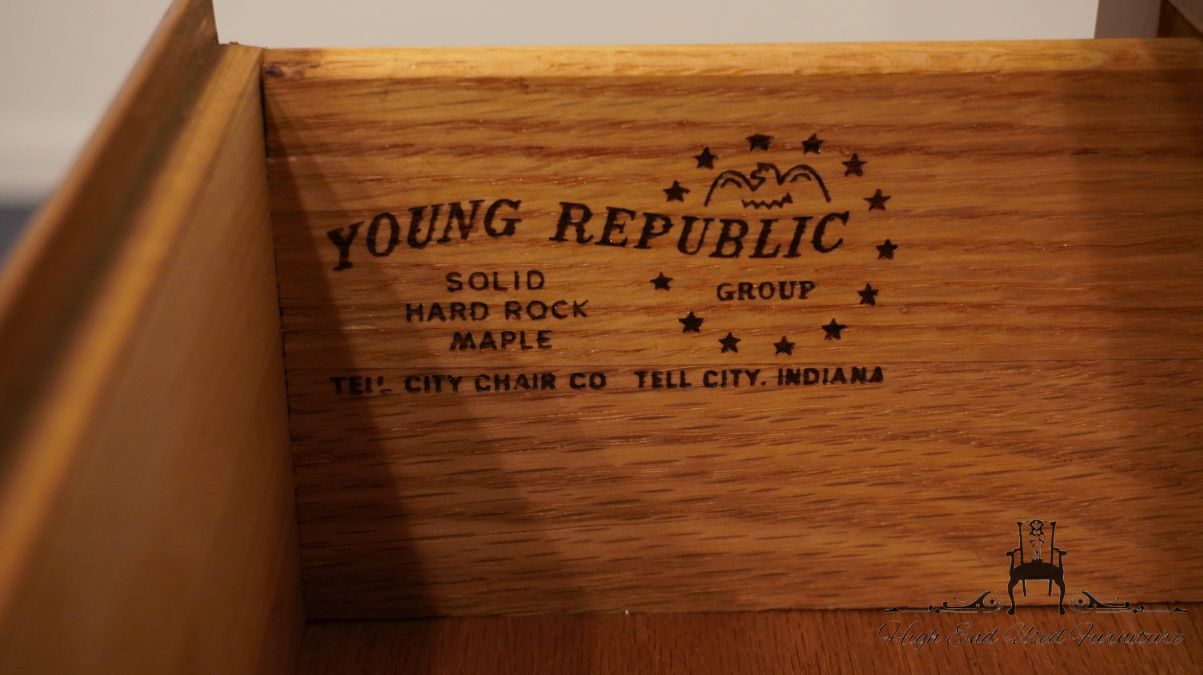 YOUNG REPUBLIC
SOLID
HARD ROCK
MAPLE
GROUP
TELL CITY CHAIR CO TELL CITY. INDIANA
High End Used Furniture